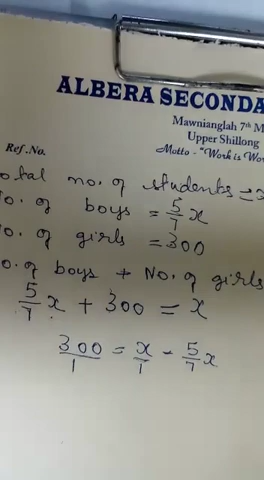 ALBERA SECONDA
Mawnianglah 7th M
Upper Shillong
Ref.No.
Motto - "Work is Wor
otal no. of students =
o. of boys = 5/7 x
o. of girls = 300
o. of boys + No. of girls
5/7 x + 300 = x
300/1 = x/1 - 5/7 x